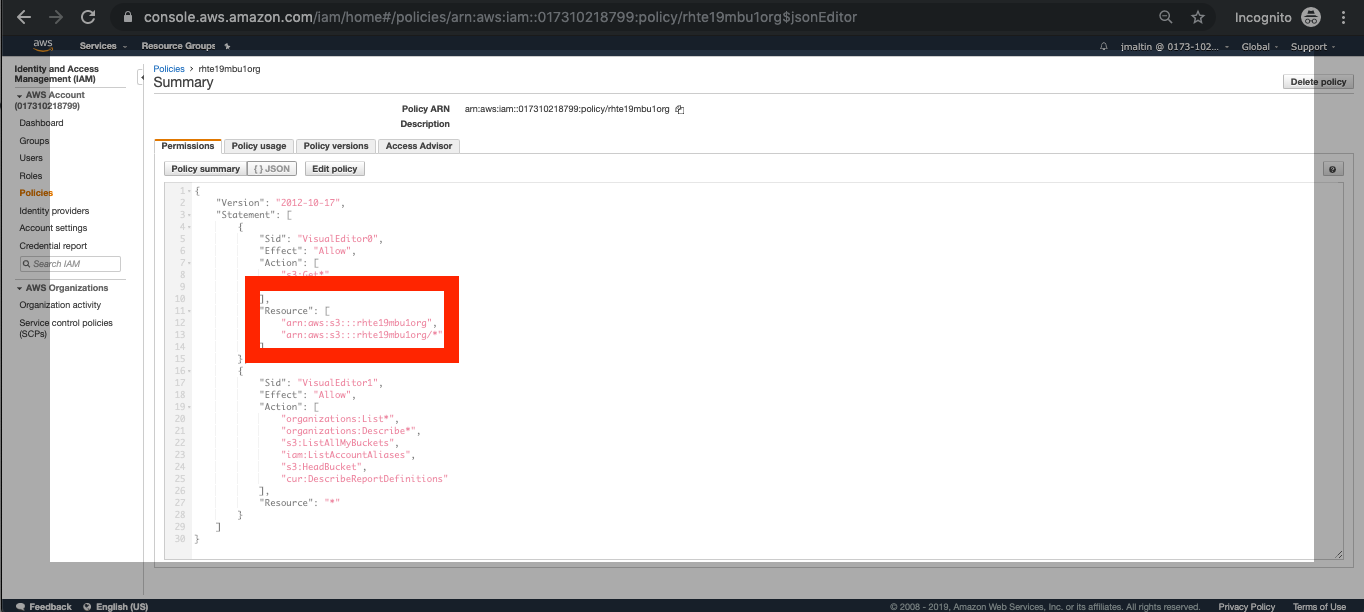 console.aws.amazon.com/iam/home#/policies/arn:aws:iam::017310218799:policy/rhte19mbu1org$jsonEditor
Incognito
aws
Services
Resource Groups
jmaltin @ 0173-102...
Global
Support
Identity and Access
Management (IAM)
AWS Account
(017310218799)
Dashboard
Groups
Users
Roles
Policies
Identity providers
Account settings
Credential report
Search IAM
AWS Organizations
Organization activity
Service control policies
(SCPs)
Policies > rhte19mbu1org
Summary
Delete policy
Policy ARN arn:aws:iam::017310218799:policy/rhte19mbu1org
Description
Permissions Policy usage Policy versions Access Advisor
Policy summary { } JSON Edit policy
?
1 {
2 "Version": "2012-10-17",
3 "Statement": [
4 {
5 "Sid": "VisualEditor0",
6 "Effect": "Allow",
7 "Action": [
8 "s3:Get*"
9
10 ],
11 "Resource": [
12 "arn:aws:s3:::rhte19mbu1org",
13 "arn:aws:s3:::rhte19mbu1org/*"
14 ]
15 }
16 {
17 "Sid": "VisualEditor1",
18 "Effect": "Allow",
19 "Action": [
20 "organizations:List*",
21 "organizations:Describe*",
22 "s3:ListAllMyBuckets",
23 "iam:ListAccountAliases",
24 "s3:HeadBucket",
25 "cur:DescribeReportDefinitions"
26 ],
27 "Resource": "*"
28 }
29 ]
30 }
Feedback English (US)
© 2008 - 2019, Amazon Web Services, Inc. or its affiliates. All rights reserved. Privacy Policy Terms of Use